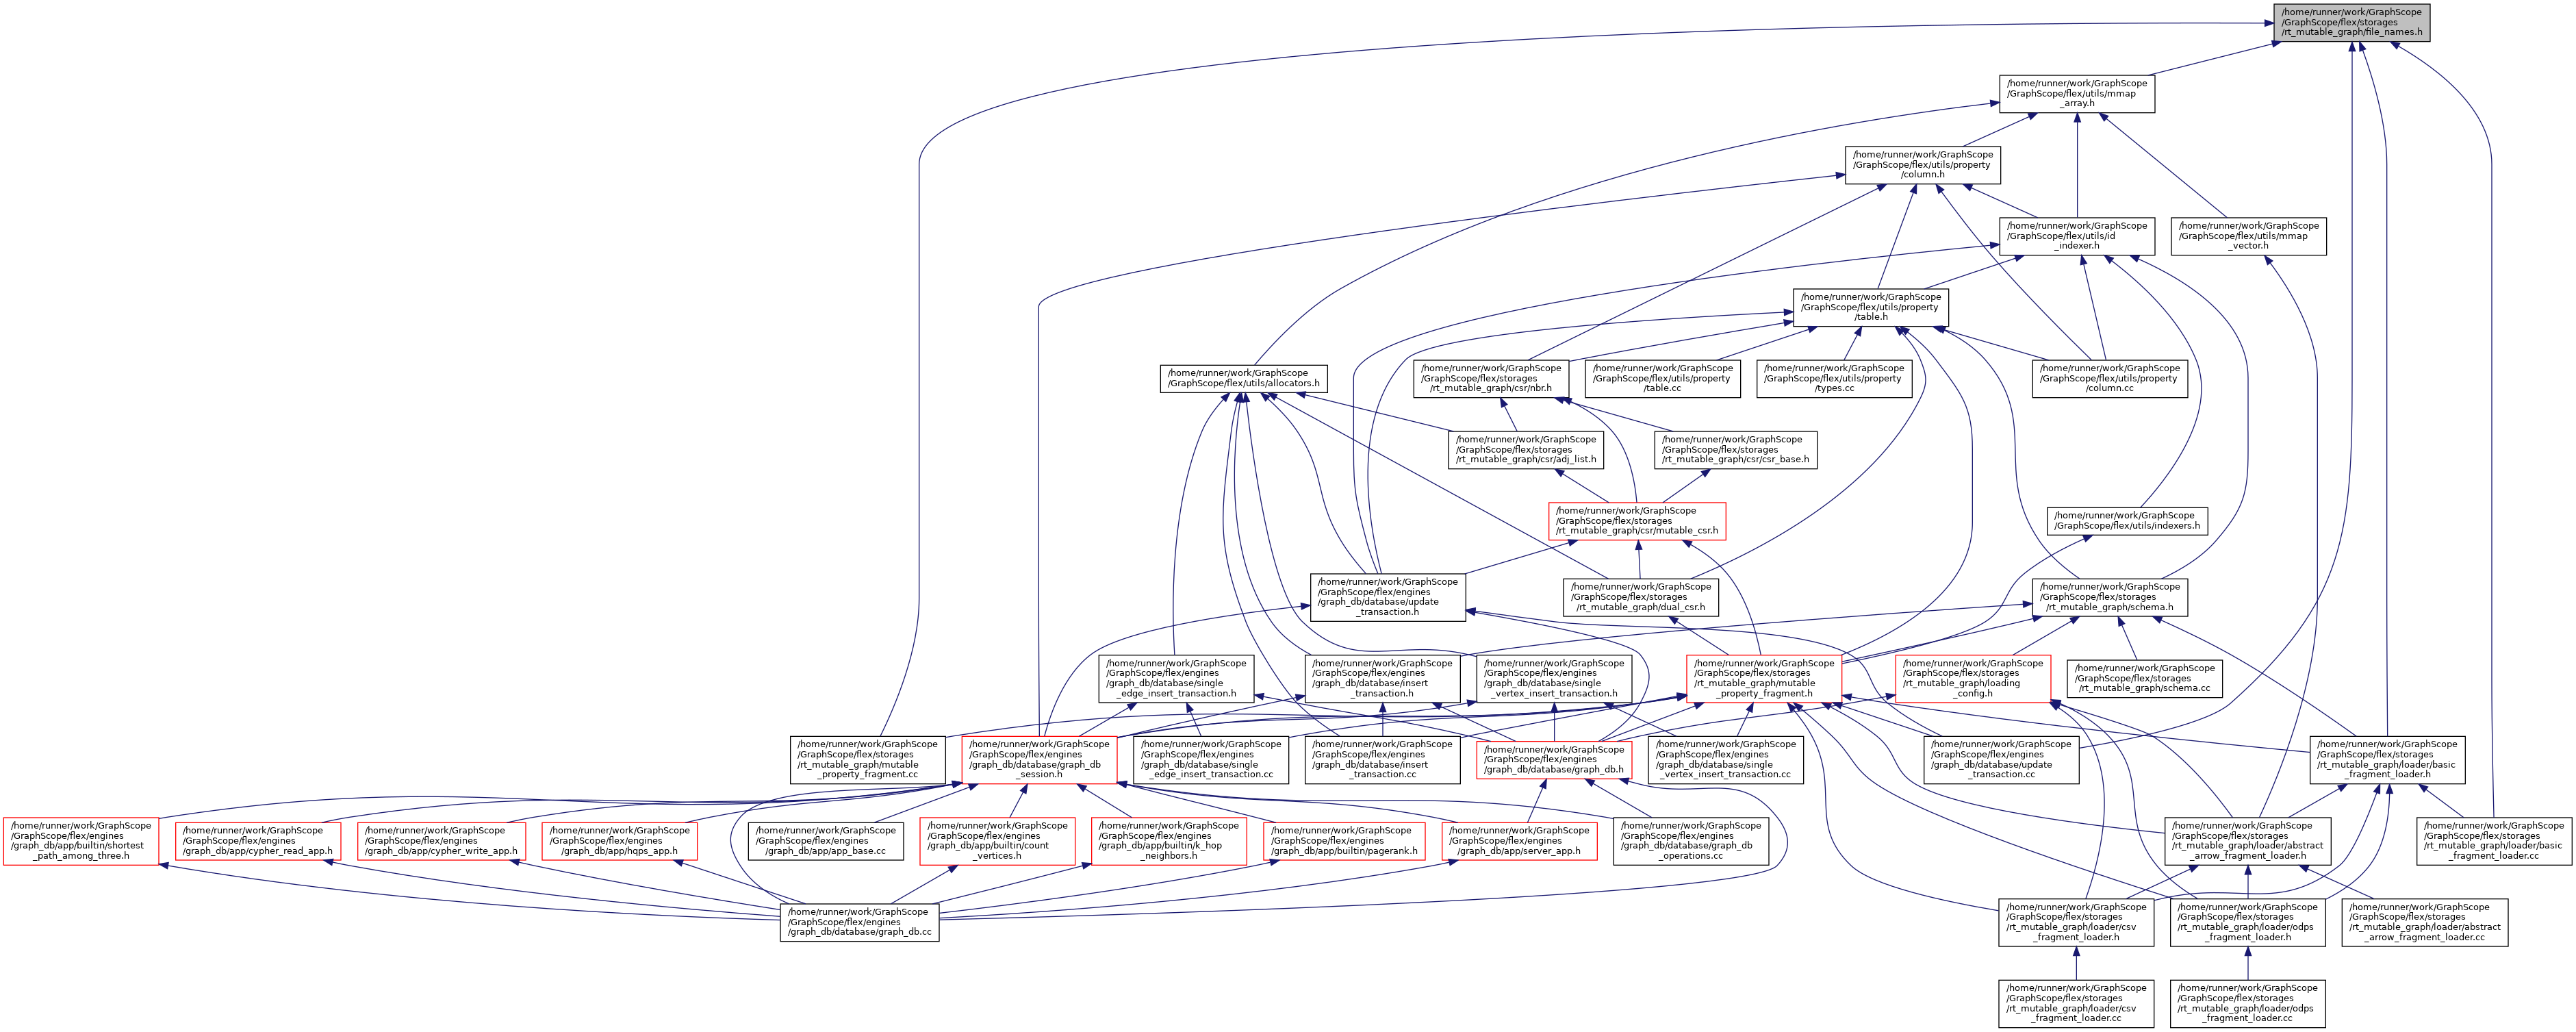 /home/runner/work/GraphScope
/GraphScope/flex/storages
/rt_mutable_graph/file_names.h
/home/runner/work/GraphScope
/GraphScope/flex/utils/mmap
_array.h
/home/runner/work/GraphScope
/GraphScope/flex/utils/property
/column.h
/home/runner/work/GraphScope
/GraphScope/flex/utils/id
_indexer.h
/home/runner/work/GraphScope
/GraphScope/flex/utils/mmap
_vector.h
/home/runner/work/GraphScope
/GraphScope/flex/utils/property
/table.h
/home/runner/work/GraphScope
/GraphScope/flex/utils/allocators.h
/home/runner/work/GraphScope
/GraphScope/flex/storages
/rt_mutable_graph/csr/nbr.h
/home/runner/work/GraphScope
/GraphScope/flex/utils/property
/table.cc
/home/runner/work/GraphScope
/GraphScope/flex/utils/property
/types.cc
/home/runner/work/GraphScope
/GraphScope/flex/utils/property
/column.cc
/home/runner/work/GraphScope
/GraphScope/flex/storages
/rt_mutable_graph/csr/adj_list.h
/home/runner/work/GraphScope
/GraphScope/flex/storages
/rt_mutable_graph/csr/csr_base.h
/home/runner/work/GraphScope
/GraphScope/flex/storages
/rt_mutable_graph/csr/mutable_csr.h
/home/runner/work/GraphScope
/GraphScope/flex/utils/indexers.h
/home/runner/work/GraphScope
/GraphScope/flex/engines
/graph_db/database/update
_transaction.h
/home/runner/work/GraphScope
/GraphScope/flex/storages
/rt_mutable_graph/dual_csr.h
/home/runner/work/GraphScope
/GraphScope/flex/storages
/rt_mutable_graph/schema.h
/home/runner/work/GraphScope
/GraphScope/flex/engines
/graph_db/database/single
_edge_insert_transaction.h
/home/runner/work/GraphScope
/GraphScope/flex/engines
/graph_db/database/insert
_transaction.h
/home/runner/work/GraphScope
/GraphScope/flex/engines
/graph_db/database/single
_vertex_insert_transaction.h
/home/runner/work/GraphScope
/GraphScope/flex/storages
/rt_mutable_graph/mutable
_property_fragment.h
/home/runner/work/GraphScope
/GraphScope/flex/storages
/rt_mutable_graph/loading
_config.h
/home/runner/work/GraphScope
/GraphScope/flex/storages
/rt_mutable_graph/schema.cc
/home/runner/work/GraphScope
/GraphScope/flex/storages
/rt_mutable_graph/mutable
_property_fragment.cc
/home/runner/work/GraphScope
/GraphScope/flex/engines
/graph_db/database/graph_db
_session.h
/home/runner/work/GraphScope
/GraphScope/flex/engines
/graph_db/database/single
_edge_insert_transaction.cc
/home/runner/work/GraphScope
/GraphScope/flex/engines
/graph_db/database/insert
_transaction.cc
/home/runner/work/GraphScope
/GraphScope/flex/engines
/graph_db/database/graph_db.h
/home/runner/work/GraphScope
/GraphScope/flex/engines
/graph_db/database/single
_vertex_insert_transaction.cc
/home/runner/work/GraphScope
/GraphScope/flex/engines
/graph_db/database/update
_transaction.cc
/home/runner/work/GraphScope
/GraphScope/flex/storages
/rt_mutable_graph/loader/basic
_fragment_loader.h
/home/runner/work/GraphScope
/GraphScope/flex/engines
/graph_db/app/builtin/shortest
_path_among_three.h
/home/runner/work/GraphScope
/GraphScope/flex/engines
/graph_db/app/cypher_read_app.h
/home/runner/work/GraphScope
/GraphScope/flex/engines
/graph_db/app/cypher_write_app.h
/home/runner/work/GraphScope
/GraphScope/flex/engines
/graph_db/app/hqps_app.h
/home/runner/work/GraphScope
/GraphScope/flex/engines
/graph_db/app/app_base.cc
/home/runner/work/GraphScope
/GraphScope/flex/engines
/graph_db/app/builtin/count
_vertices.h
/home/runner/work/GraphScope
/GraphScope/flex/engines
/graph_db/app/builtin/k_hop
_neighbors.h
/home/runner/work/GraphScope
/GraphScope/flex/engines
/graph_db/app/builtin/pagerank.h
/home/runner/work/GraphScope
/GraphScope/flex/engines
/graph_db/app/server_app.h
/home/runner/work/GraphScope
/GraphScope/flex/engines
/graph_db/database/graph_db
_operations.cc
/home/runner/work/GraphScope
/GraphScope/flex/storages
/rt_mutable_graph/loader/abstract
_arrow_fragment_loader.h
/home/runner/work/GraphScope
/GraphScope/flex/storages
/rt_mutable_graph/loader/basic
_fragment_loader.cc
/home/runner/work/GraphScope
/GraphScope/flex/engines
/graph_db/database/graph_db.cc
/home/runner/work/GraphScope
/GraphScope/flex/storages
/rt_mutable_graph/loader/csv
_fragment_loader.h
/home/runner/work/GraphScope
/GraphScope/flex/storages
/rt_mutable_graph/loader/odps
_fragment_loader.h
/home/runner/work/GraphScope
/GraphScope/flex/storages
/rt_mutable_graph/loader/abstract
_arrow_fragment_loader.cc
/home/runner/work/GraphScope
/GraphScope/flex/storages
/rt_mutable_graph/loader/csv
_fragment_loader.cc
/home/runner/work/GraphScope
/GraphScope/flex/storages
/rt_mutable_graph/loader/odps
_fragment_loader.cc